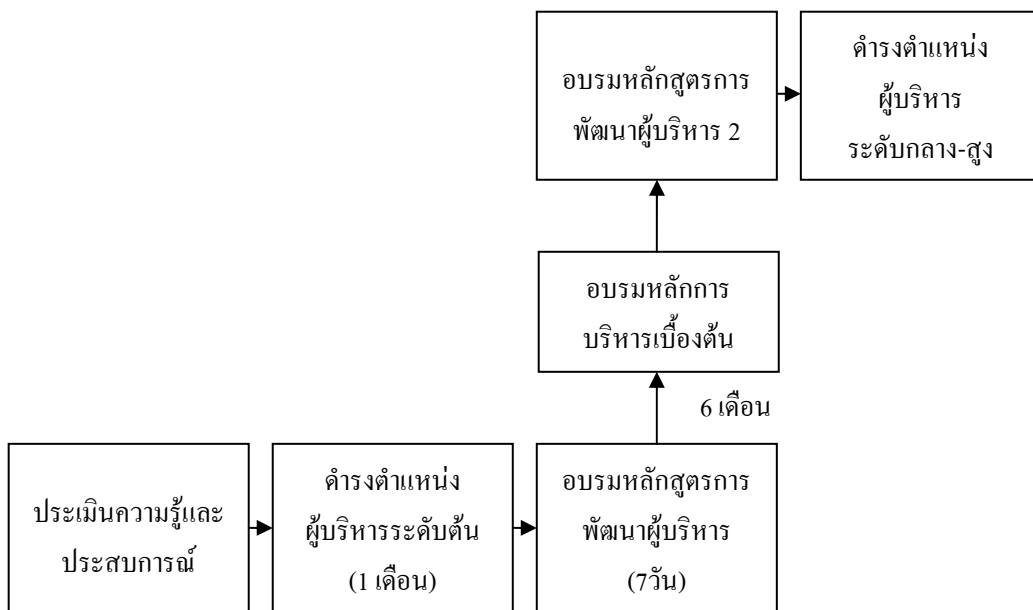 อบรมหลักสูตรการ
พัฒนาผู้บริหาร 2
ดำรงตำแหน่ง
ผู้บริหาร
ระดับกลาง-สูง
อบรมหลักการ
บริหารเบื้องต้น
6 เดือน
ประเมินความรู้และ
ประสบการณ์
ดำรงตำแหน่ง
ผู้บริหารระดับต้น
(1 เดือน)
อบรมหลักสูตรการ
พัฒนาผู้บริหาร
(7วัน)